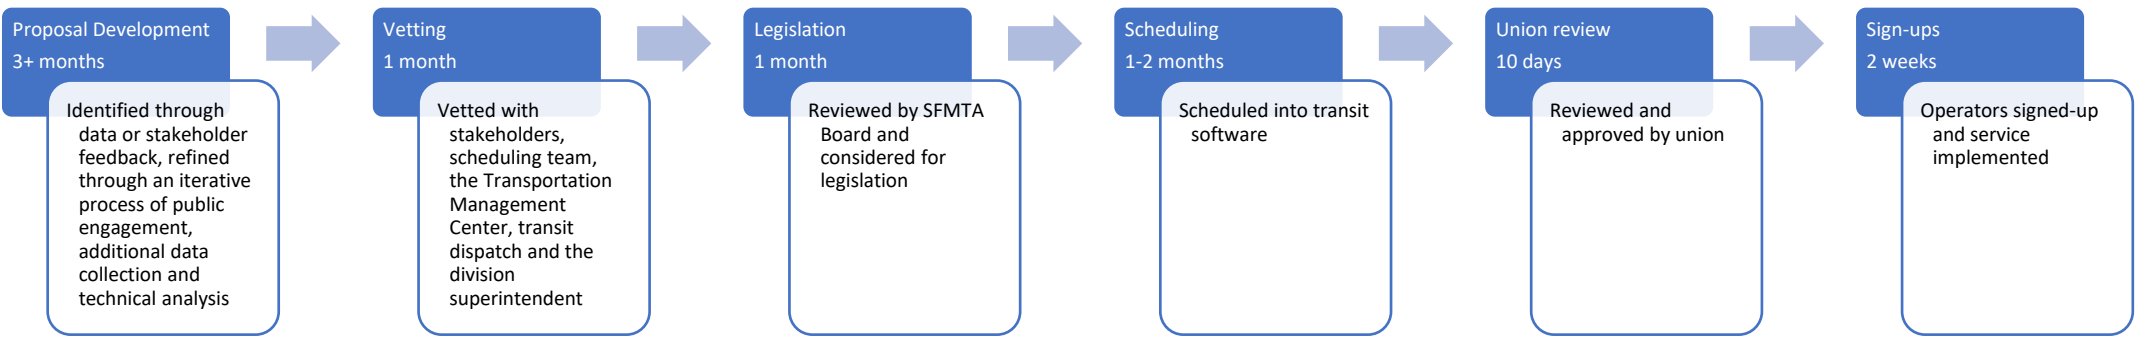 Proposal Development
3+ months
Identified through
data or stakeholder
feedback, refined
through an iterative
process of public
engagement,
additional data
collection and
technical analysis
Vetting
1 month
Vetted with
stakeholders,
scheduling team,
the Transportation
Management
Center, transit
dispatch and the
division
superintendent
Legislation
1 month
Reviewed by SFMTA
Board and
considered for
legislation
Scheduling
1-2 months
Scheduled into transit
software
Union review
10 days
Reviewed and
approved by union
Sign-ups
2 weeks
Operators signed-up
and service
implemented